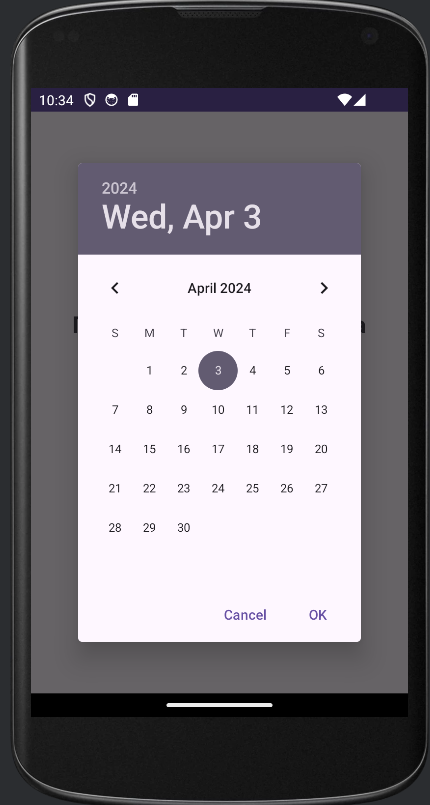 10:34
2024
Wed, Apr 3
April 2024
S M T W T F S
1 2 3 4 5 6
7 8 9 10 11 12 13
14 15 16 17 18 19 20
21 22 23 24 25 26 27
28 29 30
Cancel OK